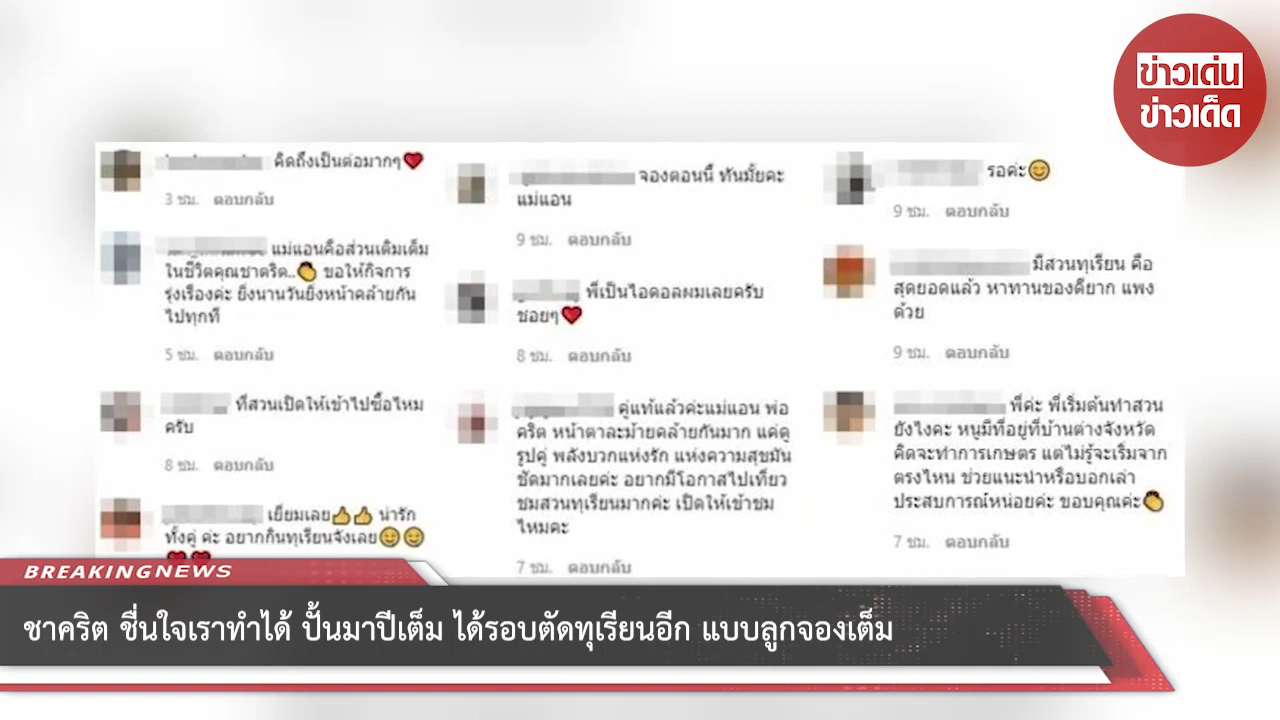 ข่าวเด่น
ข่าวเด็ด
คิดถึงเป็นต่อมากๆ❤
3 ชม. ตอบกลับ
แม่แอนคือส่วนเติมเต็ม
ในชีวิตคุณชาคริต..👏 ขอให้กิจการ
รุ่งเรืองค่ะ ยิ่งนานวันยิ่งหน้าคล้ายกัน
ไปทุกที
5 ชม. ตอบกลับ
ที่สวนเปิดให้เข้าไปซื้อไหม
ครับ
8 ชม. ตอบกลับ
เยี่ยมเลย👍👍 น่ารัก
ทั้งคู่ ค่ะ อยากกินทุเรียนจังเลย😊😊
จองตอนนี้ ทันมั้ยคะ
แม่แอน
9 ชม. ตอบกลับ
พี่เป็นไอดอลผมเลยครับ
ชอยๆ❤
8 ชม. ตอบกลับ
คู่แท้แล้วค่ะแม่แอน พ่อ
คริต หน้าตาละม้ายคล้ายกันมาก แค่ดู
รูปคู่ พลังบวกแห่งรัก แห่งความสุขมัน
ชัดมากเลยค่ะ อยากมีโอกาสไปเที่ยว
ชมสวนทุเรียนมากค่ะ เปิดให้เข้าชม
ไหมคะ
7 ชม. ตอบกลับ
รอค่ะ😊
9 ชม. ตอบกลับ
มีสวนทุเรียน คือ
สุดยอดแล้ว หาทานของดียาก แพง
ด้วย
9 ชม. ตอบกลับ
พี่ค่ะ พี่เริ่มต้นทำสวน
ยังไงคะ หนูมีที่อยู่ที่บ้านต่างจังหวัด
คิดจะทำการเกษตร แต่ไม่รู้จะเริ่มจาก
ตรงไหน ช่วยแนะนำหรือบอกเล่า
ประสบการณ์หน่อยค่ะ ขอบคุณค่ะ👏
7 ชม. ตอบกลับ
BREAKING NEWS
ชาคริต ชื่นใจเราทำได้ ปั้นมาปีเต็ม ได้รอบตัดทุเรียนอีก แบบลูกจองเต็ม